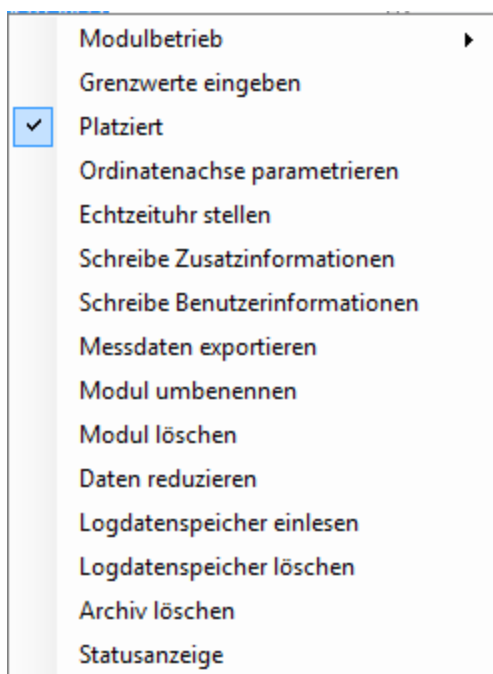 Modulbetrieb
Grenzwerte eingeben
Platziert
Ordinatenachse parametrieren
Echtzeituhr stellen
Schreibe Zusatzinformationen
Schreibe Benutzerinformationen
Messdaten exportieren
Modul umbenennen
Modul löschen
Daten reduzieren
Logdatenspeicher einlesen
Logdatenspeicher löschen
Archiv löschen
Statusanzeige